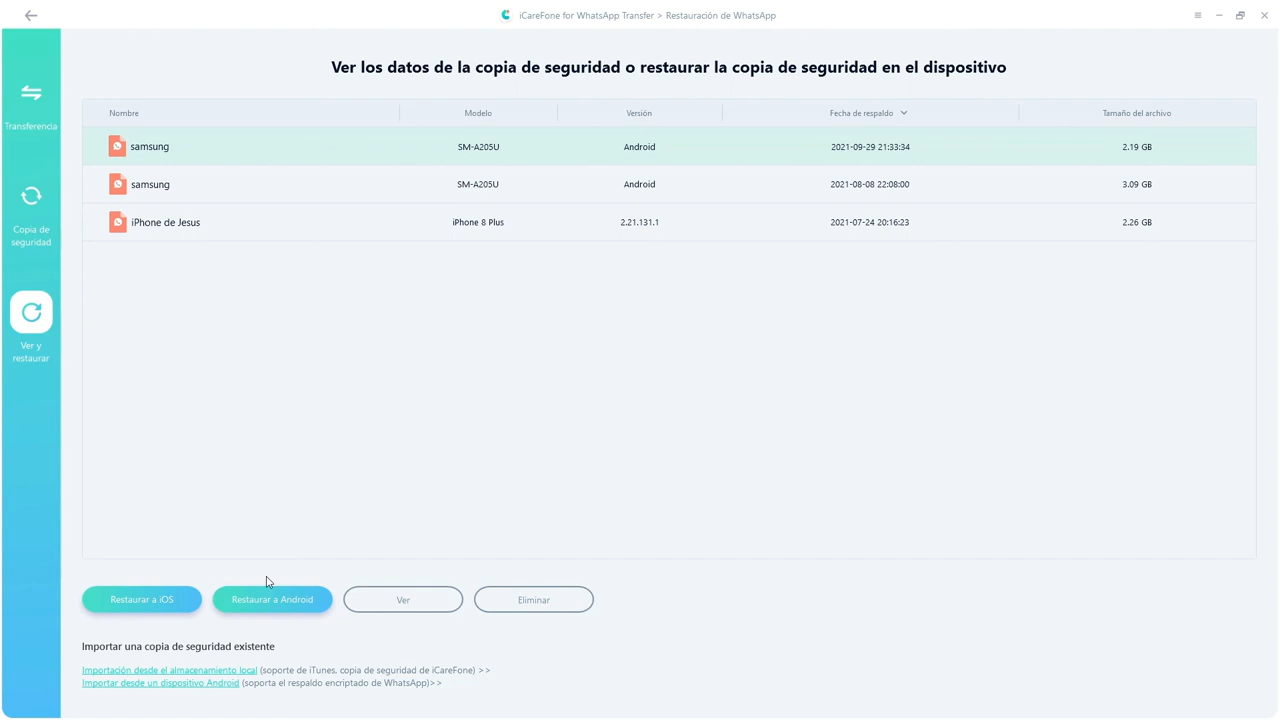 iCareFone for WhatsApp Transfer > Restauración de WhatsApp
Transferencia
Copia de
seguridad
Ver y
restaurar
Ver los datos de la copia de seguridad o restaurar la copia de seguridad en el dispositivo
Nombre Modelo Versión Fecha de respaldo Tamaño del archivo
samsung SM-A205U Android 2021-09-29 21:33:34 2.19 GB
samsung SM-A205U Android 2021-08-08 22:08:00 3.09 GB
iPhone de Jesus iPhone 8 Plus 2.21.131.1 2021-07-24 20:16:23 2.26 GB
Restaurar a iOS Restaurar a Android Ver Eliminar
Importar una copia de seguridad existente
Importación desde el almacenamiento local (soporte de iTunes, copia de seguridad de iCareFone) >>
Importar desde un dispositivo Android (soporta el respaldo encriptado de WhatsApp)>>